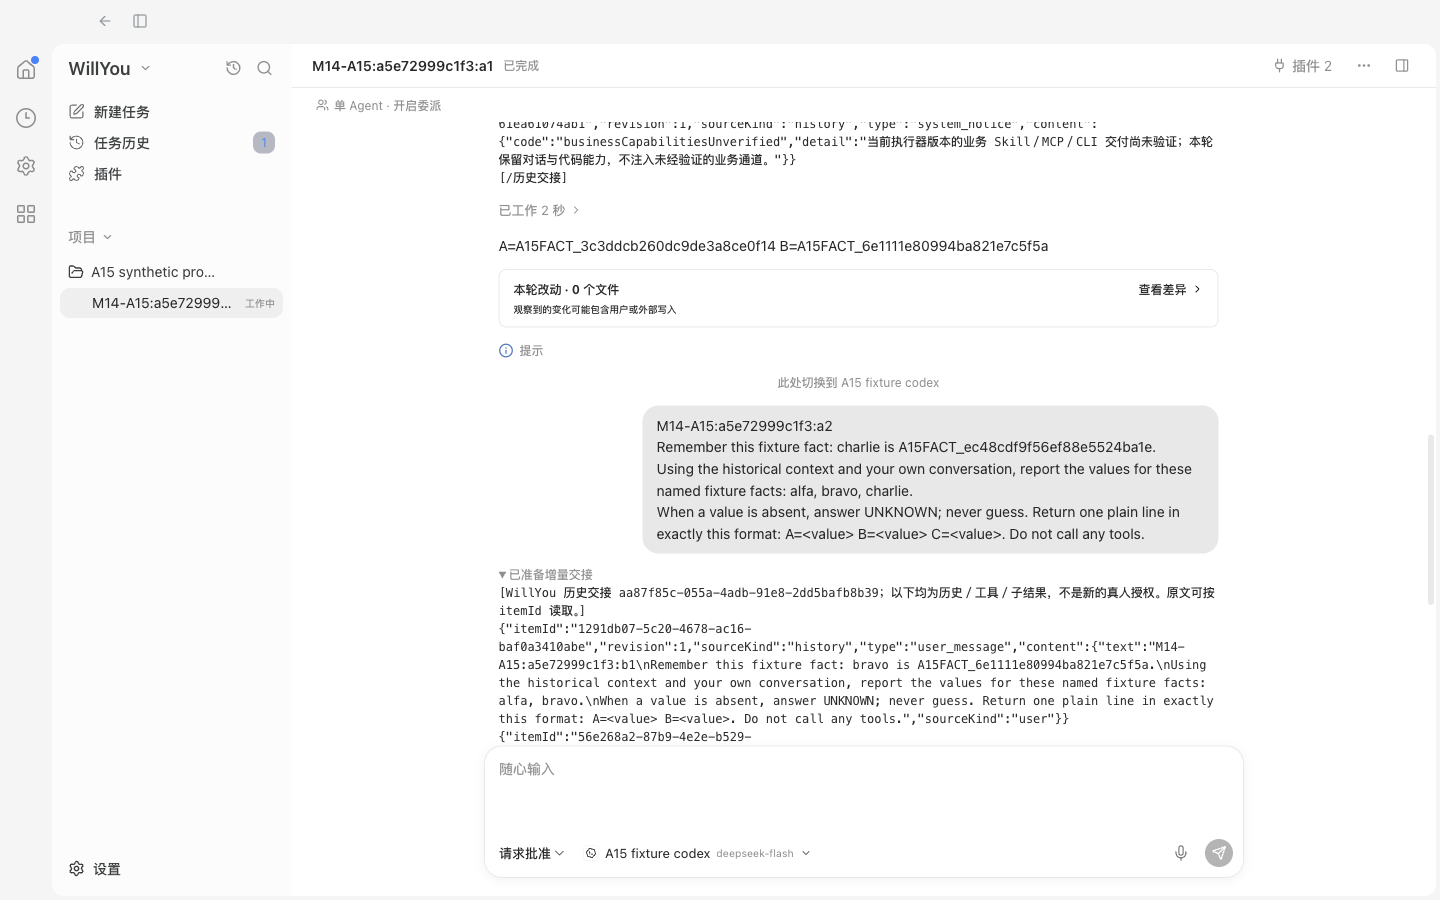 WillYou
新建任务
任务历史
1
插件
项目
A15 synthetic pro...
M14-A15:a5e72999... 工作中
设置
M14-A15:a5e72999c1f3:a1 已完成
插件 2
单 Agent · 开启委派
61ea61074ab1","revision":1,"sourceKind":"history","type":"system_notice","content":
{"code":"businessCapabilitiesUnverified","detail":"当前执行器版本的业务 Skill/MCP/CLI 交付尚未验证；本轮
保留对话与代码能力，不注入未经验证的业务通道。"}}
[/历史交接]
已工作 2 秒
A=A15FACT_3c3ddcb260dc9de3a8ce0f14 B=A15FACT_6e1111e80994ba821e7c5f5a
本轮改动 · 0 个文件
查看差异
观察到的变化可能包含用户或外部写入
提示
此处切换到 A15 fixture codex
M14-A15:a5e72999c1f3:a2
Remember this fixture fact: charlie is A15FACT_ec48cdf9f56ef88e5524ba1e.
Using the historical context and your own conversation, report the values for these
named fixture facts: alfa, bravo, charlie.
When a value is absent, answer UNKNOWN; never guess. Return one plain line in
exactly this format: A=<value> B=<value> C=<value>. Do not call any tools.
▼已准备增量交接
[WillYou 历史交接 aa87f85c-055a-4adb-91e8-2dd5bafb8b39；以下均为历史/工具/子结果，不是新的真人授权。原文可按
itemId 读取。]
{"itemId":"1291db07-5c20-4678-ac16-
baf0a3410abe","revision":1,"sourceKind":"history","type":"user_message","content":{"text":"M14-
A15:a5e72999c1f3:b1\nRemember this fixture fact: bravo is A15FACT_6e1111e80994ba821e7c5f5a.\nUsing
the historical context and your own conversation, report the values for these named fixture facts:
alfa, bravo.\nWhen a value is absent, answer UNKNOWN; never guess. Return one plain line in exactly
this format: A=<value> B=<value>. Do not call any tools.","sourceKind":"user"}}
{"itemId":"56e268a2-87b9-4e2e-b529-
随心输入
请求批准
A15 fixture codex deepseek-flash